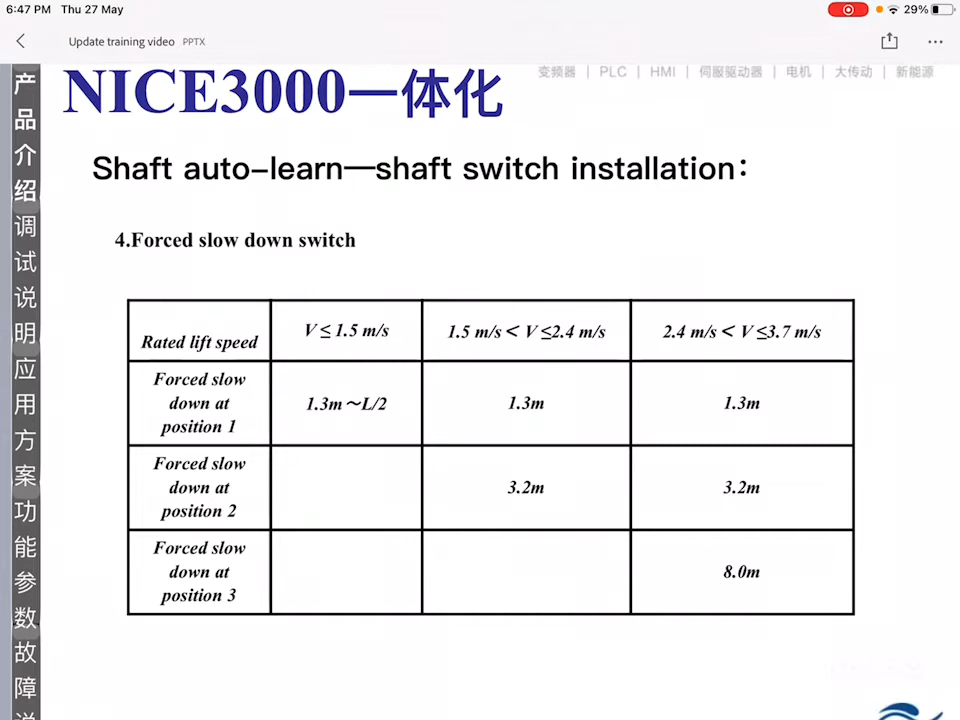 6:47 PM Thu 27 May
29%
Update training video PPTX
变频器 | PLC | HMI | 伺服驱动器 | 电机 | 大传动 | 新能源
NICE3000一体化
产
品
介
绍
调
试
说
明
应
用
方
案
功
能
参
数
故
障
Shaft auto–learn—shaft switch installation：
4.Forced slow down switch
Rated lift speed
V ≤ 1.5 m/s
1.5 m/s＜ V ≤2.4 m/s
2.4 m/s＜ V ≤3.7 m/s
Forced slow
down at
position 1
1.3m～L/2
1.3m
1.3m
Forced slow
down at
position 2
3.2m
3.2m
Forced slow
down at
position 3
8.0m